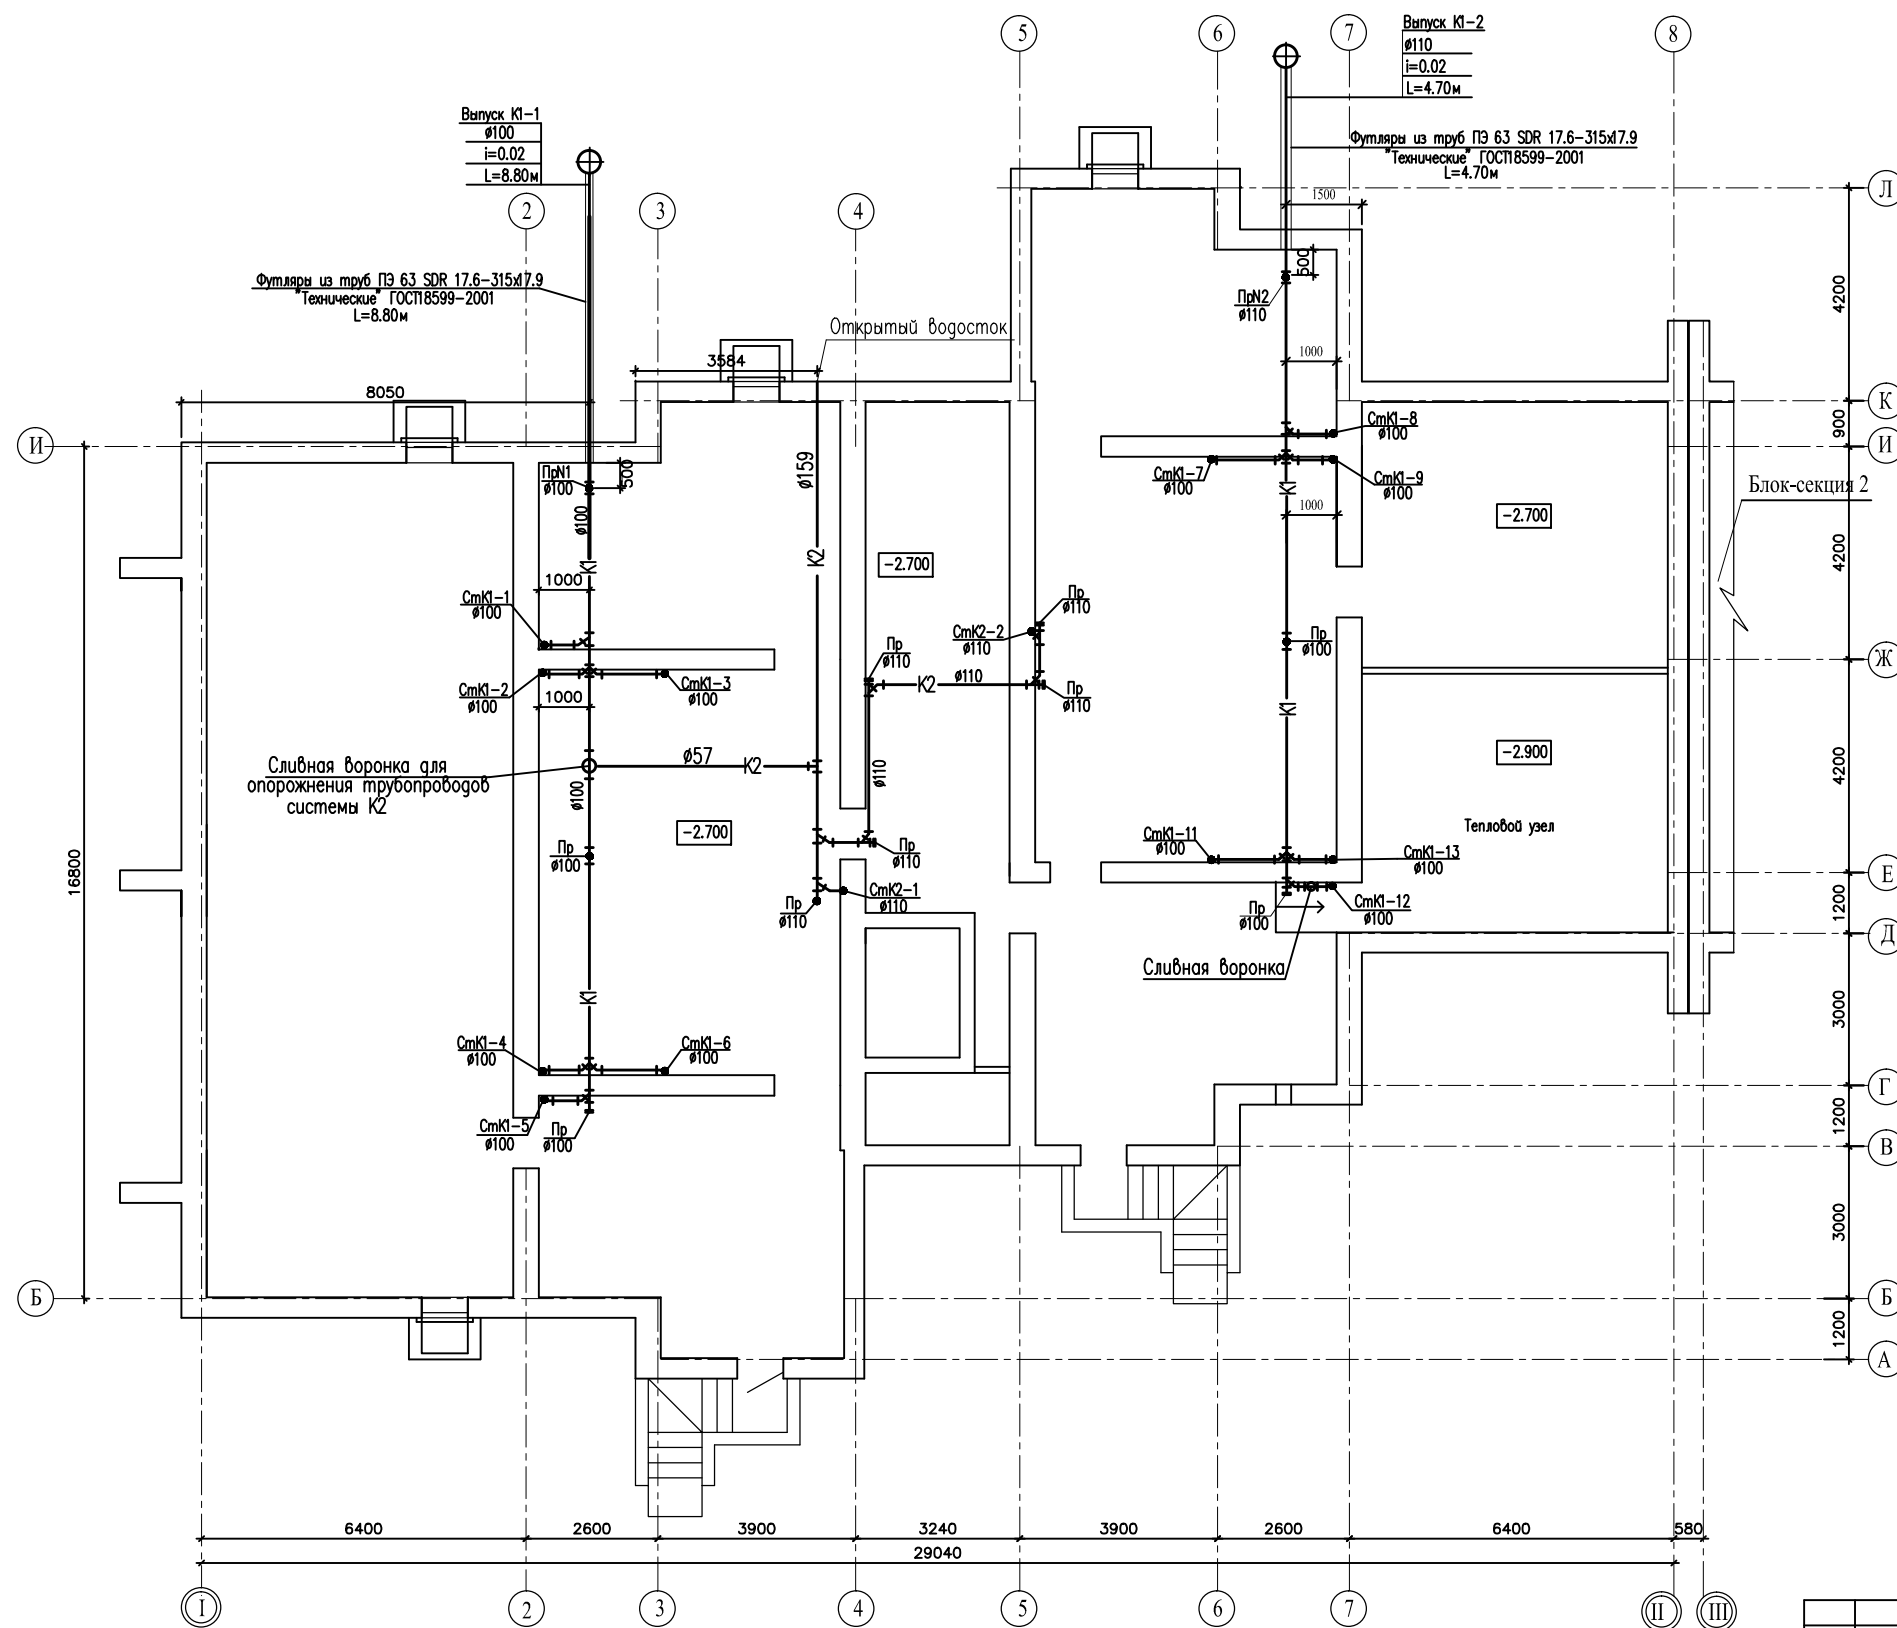 5
6
7
8
Выпуск К1-2
ø110
i=0.02
L=4.70м
Выпуск К1-1
ø100
i=0.02
L=8.80м
Футляры из труб ПЭ 63 SDR 17.6-315х17.9
"Технические" ГОСТ18599-2001
L=4.70м
Л
1500
2
3
4
Футляры из труб ПЭ 63 SDR 17.6-315х17.9
"Технические" ГОСТ18599-2001
L=8.80м
500
ПрN2
ø110
4200
Открытый водосток
3584
1000
8050
К
900
СтК1-8
ø100
И
И
ПрN1
ø100
500
ø159
СтК1-7
ø100
К1
СтК1-9
ø100
Блок-секция 2
ø100
1000
-2.700
К1
К2
-2.700
4200
1000
СтК1-1
ø100
Пр
ø110
СтК2-2
ø110
Пр
ø100
Пр
ø110
Ж
СтК1-2
ø100
СтК1-3
ø100
К2
ø110
Пр
ø110
1000
К1
-2.900
ø57
К2
Сливная воронка для
опорожнения трубопроводов
системы К2
ø100
ø110
4200
-2.700
Тепловой узел
16800
Пр
ø100
Пр
ø110
СтК1-11
ø100
СтК1-13
ø100
Е
СтК2-1
ø110
Пр
ø110
Пр
ø100
СтК1-12
ø100
1200
Д
Сливная воронка
К1
3000
СтК1-4
ø100
СтК1-6
ø100
Г
СтК1-5
ø100
Пр
ø100
1200
В
3000
Б
Б
1200
А
6400
2600
3900
3240
3900
2600
6400
580
29040
I
2
3
4
5
6
7
II
III